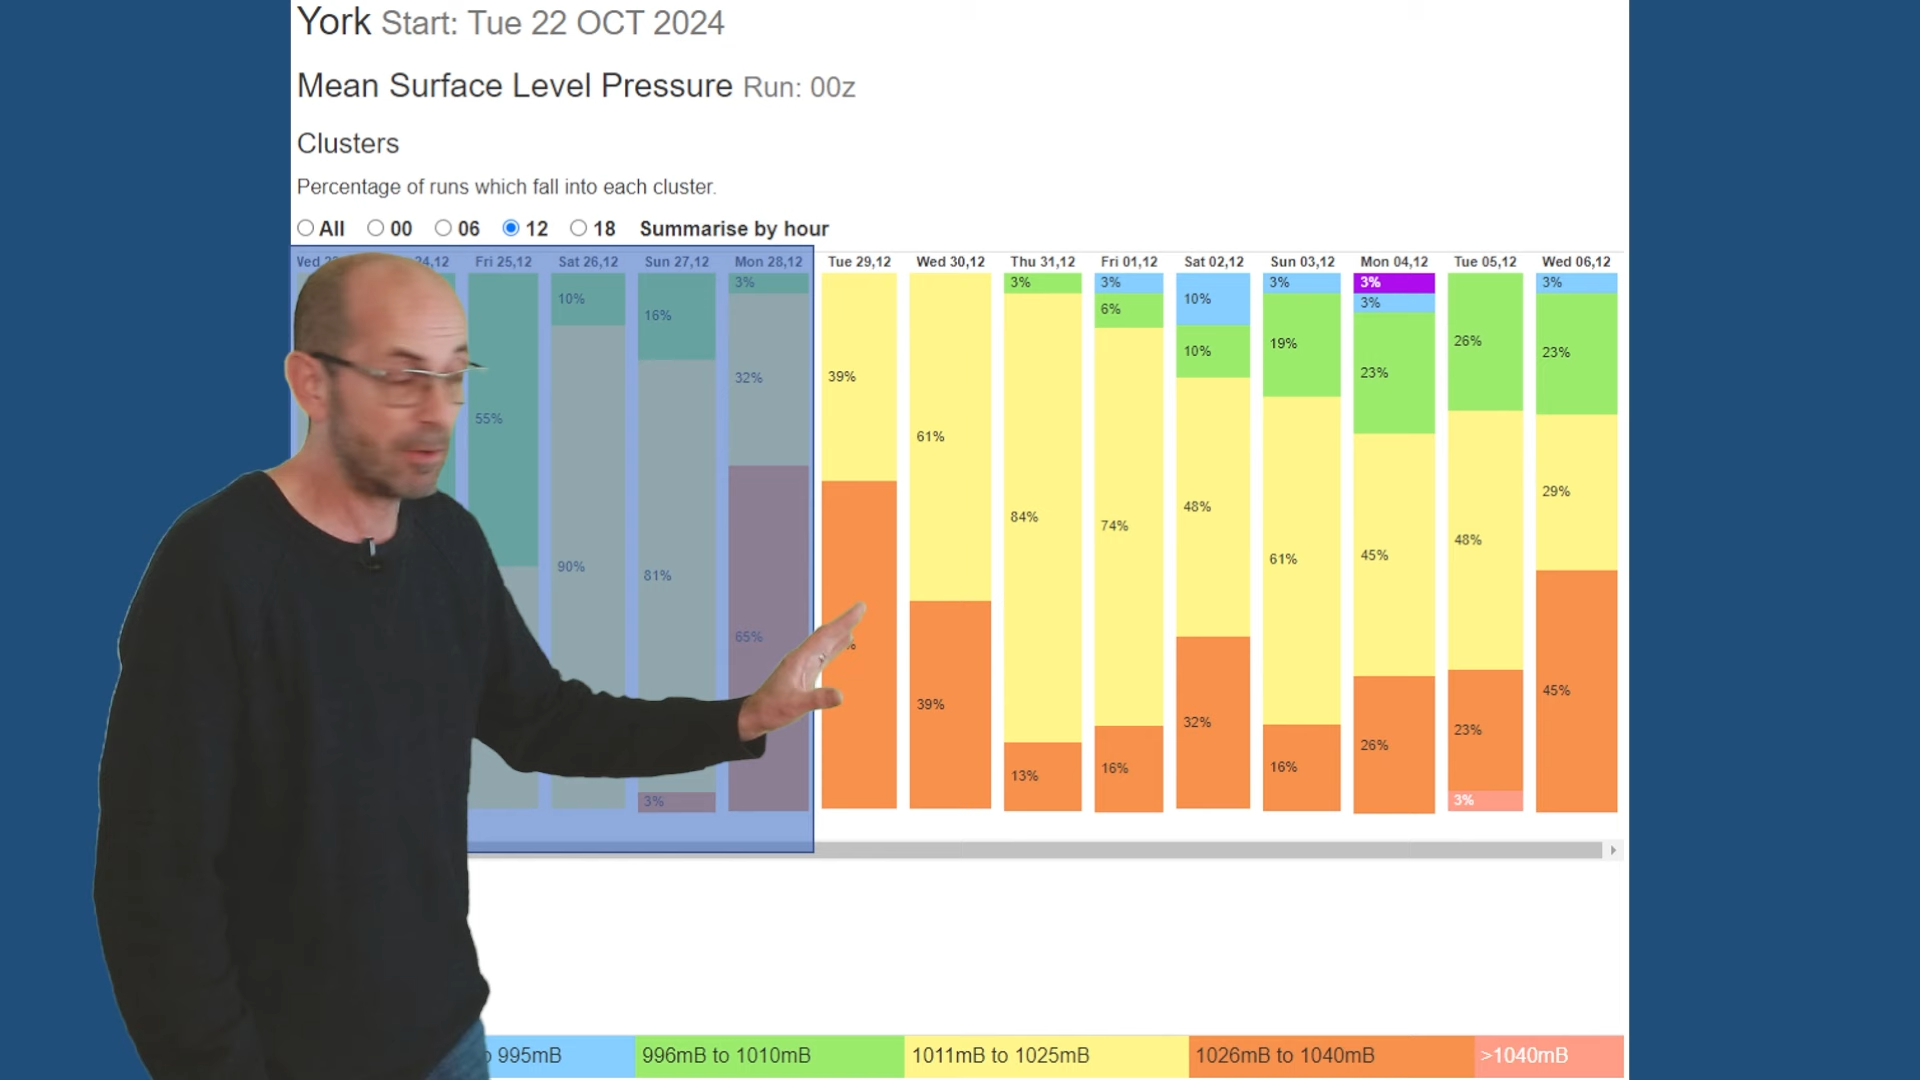 York Start: Tue 22 OCT 2024
Mean Surface Level Pressure Run: 00z
Clusters
Percentage of runs which fall into each cluster.
All 00 06 12 18 Summarise by hour
Wed Fri 25,12 Sat 26,12 Sun 27,12 Mon 28,12 Tue 29,12 Wed 30,12 Thu 31,12 Fri 01,12 Sat 02,12 Sun 03,12 Mon 04,12 Tue 05,12 Wed 06,12
3% 3% 3% 3% 3% 3%
10% 10% 3%
16% 6%
26% 19% 10% 23%
32% 39% 23%
55% 61%
29%
84% 74% 48%
90% 81% 61% 45% 48%
65%
39% 32% 23% 45%
13% 16% 16% 26%
3% 3%
995mB 996mB to 1010mB 1011mB to 1025mB 1026mB to 1040mB >1040mB